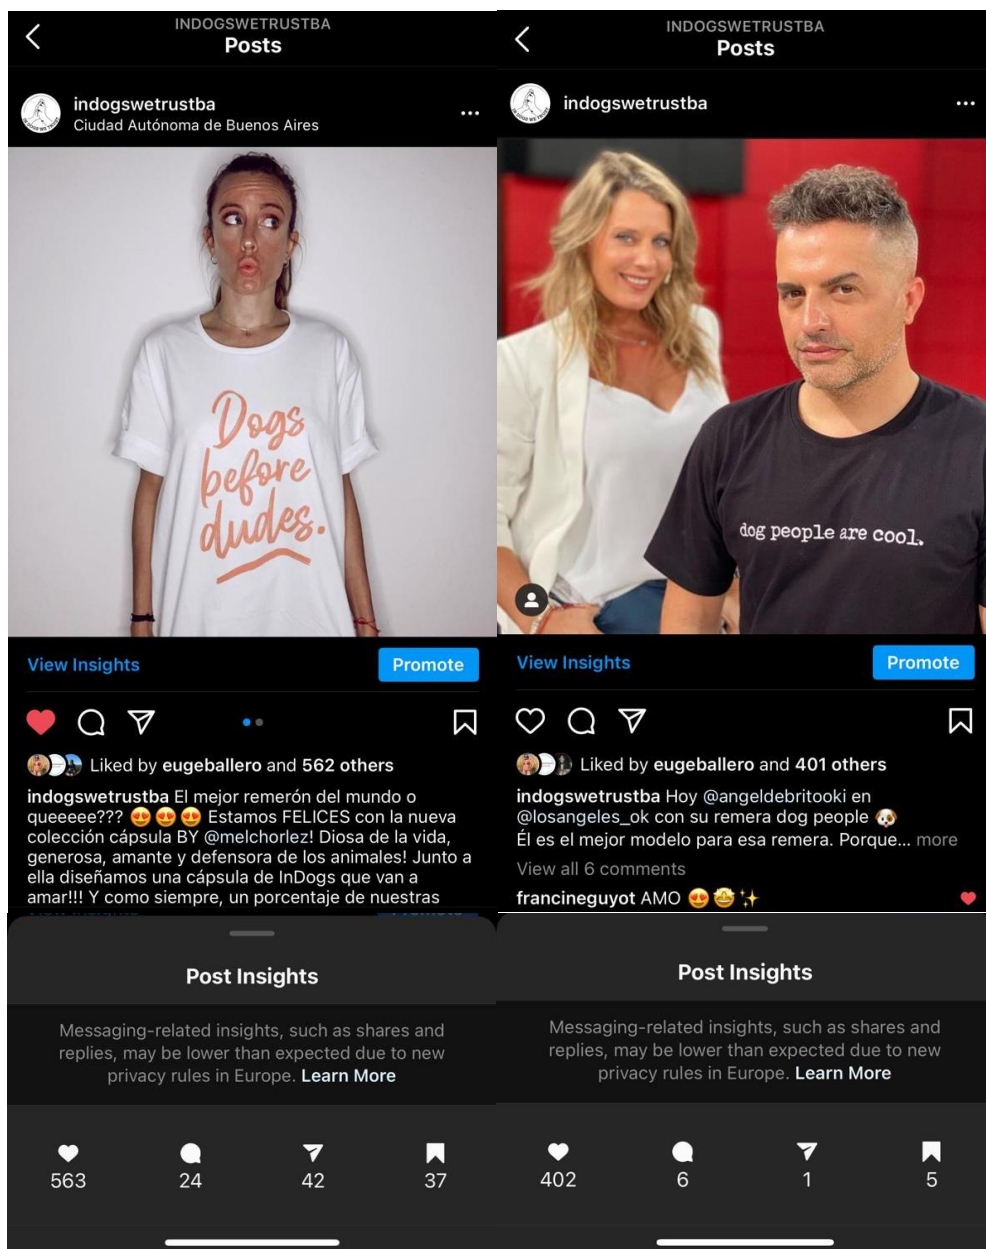 INDOGSWETRUSTBA
Posts
indogswetrustba
Ciudad Autónoma de Buenos Aires
Dogs
before
dudes.
View Insights
Promote
Liked by eugeballero and 562 others
indogswetrustba El mejor remerón del mundo o
queeeee??? 😍 😍 😍 Estamos FELICES con la nueva
colección cápsula BY @melchorlez! Diosa de la vida,
generosa, amante y defensora de los animales! Junto a
ella diseñamos una cápsula de InDogs que van a
amar!!! Y como siempre, un porcentaje de nuestras
Post Insights
Messaging-related insights, such as shares and
replies, may be lower than expected due to new
privacy rules in Europe. Learn More
563 24 42 37
INDOGSWETRUSTBA
Posts
indogswetrustba
dog people are cool.
View Insights
Promote
Liked by eugeballero and 401 others
indogswetrustba Hoy @angeldebritooki en
@losangeles_ok con su remera dog people 🐶
Él es el mejor modelo para esa remera. Porque... more
View all 6 comments
francineguyot AMO 😍🤩✨
Post Insights
Messaging-related insights, such as shares and
replies, may be lower than expected due to new
privacy rules in Europe. Learn More
402 6 1 5